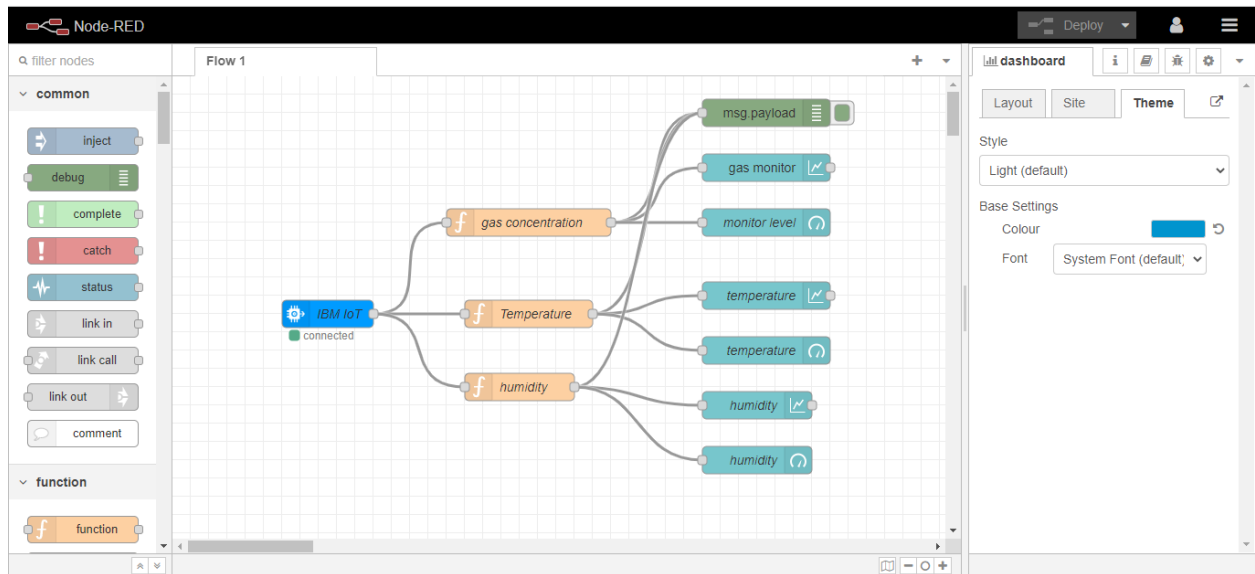 Node-RED
Deploy
filter nodes
common
inject
debug
complete
catch
status
link in
link call
link out
comment
function
function
Flow 1
msg.payload
gas monitor
gas concentration
monitor level
IBM IoT
connected
Temperature
temperature
temperature
humidity
humidity
humidity
dashboard
i
Layout
Site
Theme
Style
Light (default)
Base Settings
Colour
Font
System Font (default)